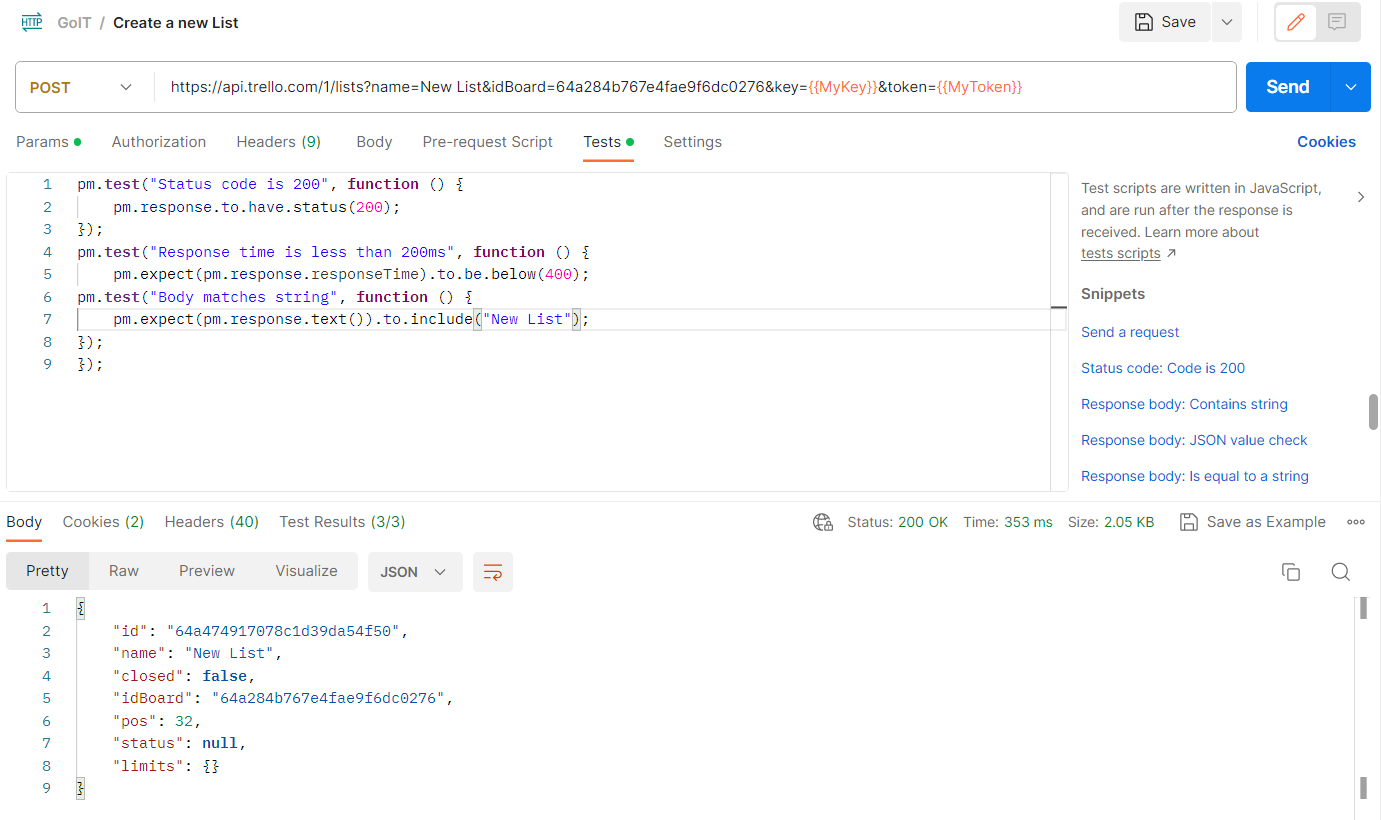 HTTP GoIT / Create a new List Save
POST https://api.trello.com/1/lists?name=New List&idBoard=64a284b767e4fae9f6dc0276&key={{MyKey}}&token={{MyToken}} Send
Params Authorization Headers (9) Body Pre-request Script Tests Settings Cookies
1 pm.test("Status code is 200", function () {
2 pm.response.to.have.status(200);
3 });
4 pm.test("Response time is less than 200ms", function () {
5 pm.expect(pm.response.responseTime).to.be.below(400);
6 pm.test("Body matches string", function () {
7 pm.expect(pm.response.text()).to.include("New List");
8 });
9 });
Test scripts are written in JavaScript,
and are run after the response is
received. Learn more about
tests scripts ↗
Snippets
Send a request
Status code: Code is 200
Response body: Contains string
Response body: JSON value check
Response body: Is equal to a string
Body Cookies (2) Headers (40) Test Results (3/3) Status: 200 OK Time: 353 ms Size: 2.05 KB Save as Example
Pretty Raw Preview Visualize JSON
1 {
2 "id": "64a474917078c1d39da54f50",
3 "name": "New List",
4 "closed": false,
5 "idBoard": "64a284b767e4fae9f6dc0276",
6 "pos": 32,
7 "status": null,
8 "limits": {}
9 }